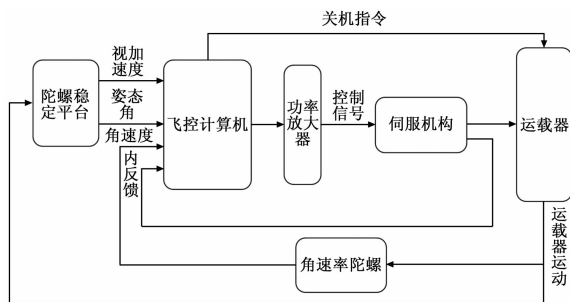 关机指令
视加
速度
陀螺稳
定平台
姿态
角
角速度
内
反
馈
飞控计算机
功率
放大
器
控制
信号
伺服机构
运载器
运
载
器
运
动
角速率陀螺